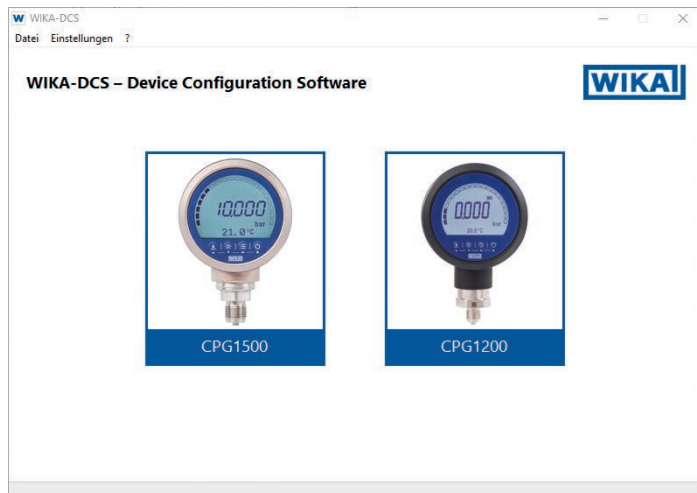 WIKA-DCS
Datei Einstellungen ?
WIKA-DCS – Device Configuration Software
WIKA
10.000
bar
21.0°C
WIKA
0.000
bar
20.0°C
CPG1500
CPG1200